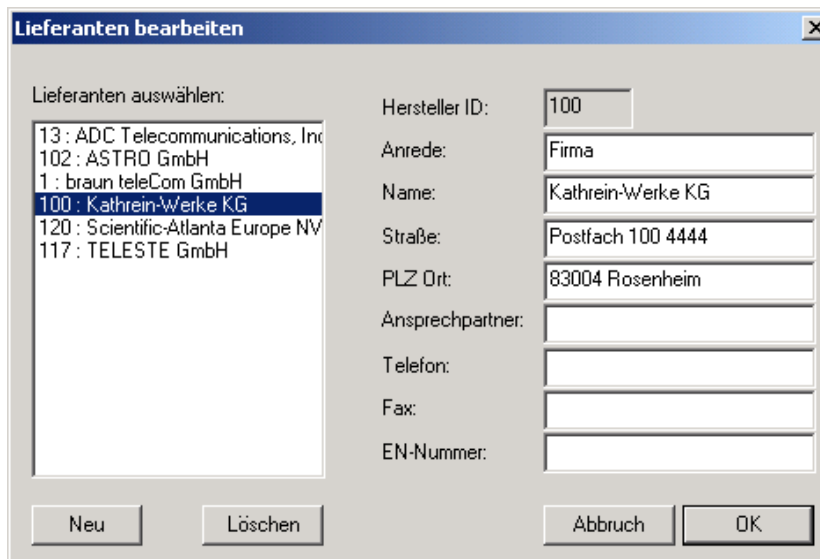 Lieferanten bearbeiten
Lieferanten auswählen:
13 : ADC Telecommunications, Inc
102 : ASTRO GmbH
1 : braun teleCom GmbH
100 : Kathrein-Werke KG
120 : Scientific-Atlanta Europe NV
117 : TELESTE GmbH
Hersteller ID: 100
Anrede: Firma
Name: Kathrein-Werke KG
Straße: Postfach 100 4444
PLZ Ort: 83004 Rosenheim
Ansprechpartner:
Telefon:
Fax:
EN-Nummer:
Neu Löschen Abbruch OK